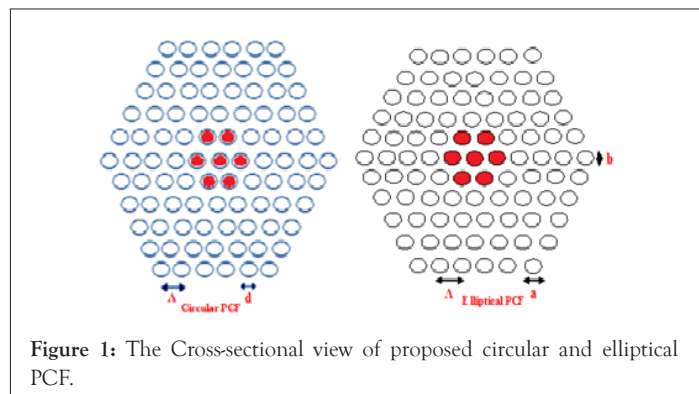 b
Λ d Λ a
Circular PCF Elliptical PCF
Figure 1: The Cross-sectional view of proposed circular and elliptical
PCF.